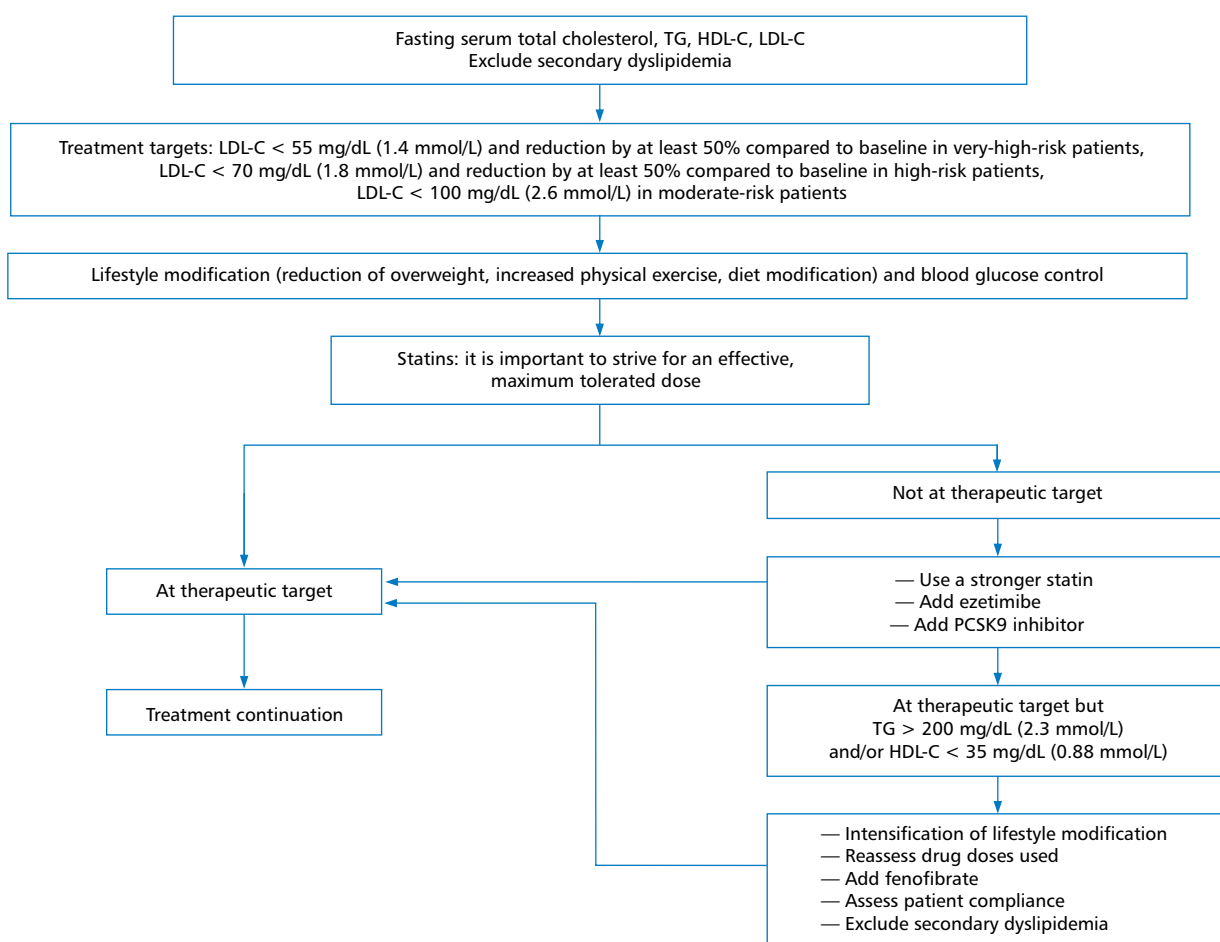 Fasting serum total cholesterol, TG, HDL-C, LDL-C
Exclude secondary dyslipidemia
Treatment targets: LDL-C < 55 mg/dL (1.4 mmol/L) and reduction by at least 50% compared to baseline in very-high-risk patients,
LDL-C < 70 mg/dL (1.8 mmol/L) and reduction by at least 50% compared to baseline in high-risk patients,
LDL-C < 100 mg/dL (2.6 mmol/L) in moderate-risk patients
Lifestyle modification (reduction of overweight, increased physical exercise, diet modification) and blood glucose control
Statins: it is important to strive for an effective,
maximum tolerated dose
Not at therapeutic target
At therapeutic target
— Use a stronger statin
— Add ezetimibe
— Add PCSK9 inhibitor
Treatment continuation
At therapeutic target but
TG > 200 mg/dL (2.3 mmol/L)
and/or HDL-C < 35 mg/dL (0.88 mmol/L)
— Intensification of lifestyle modification
— Reassess drug doses used
— Add fenofibrate
— Assess patient compliance
— Exclude secondary dyslipidemia